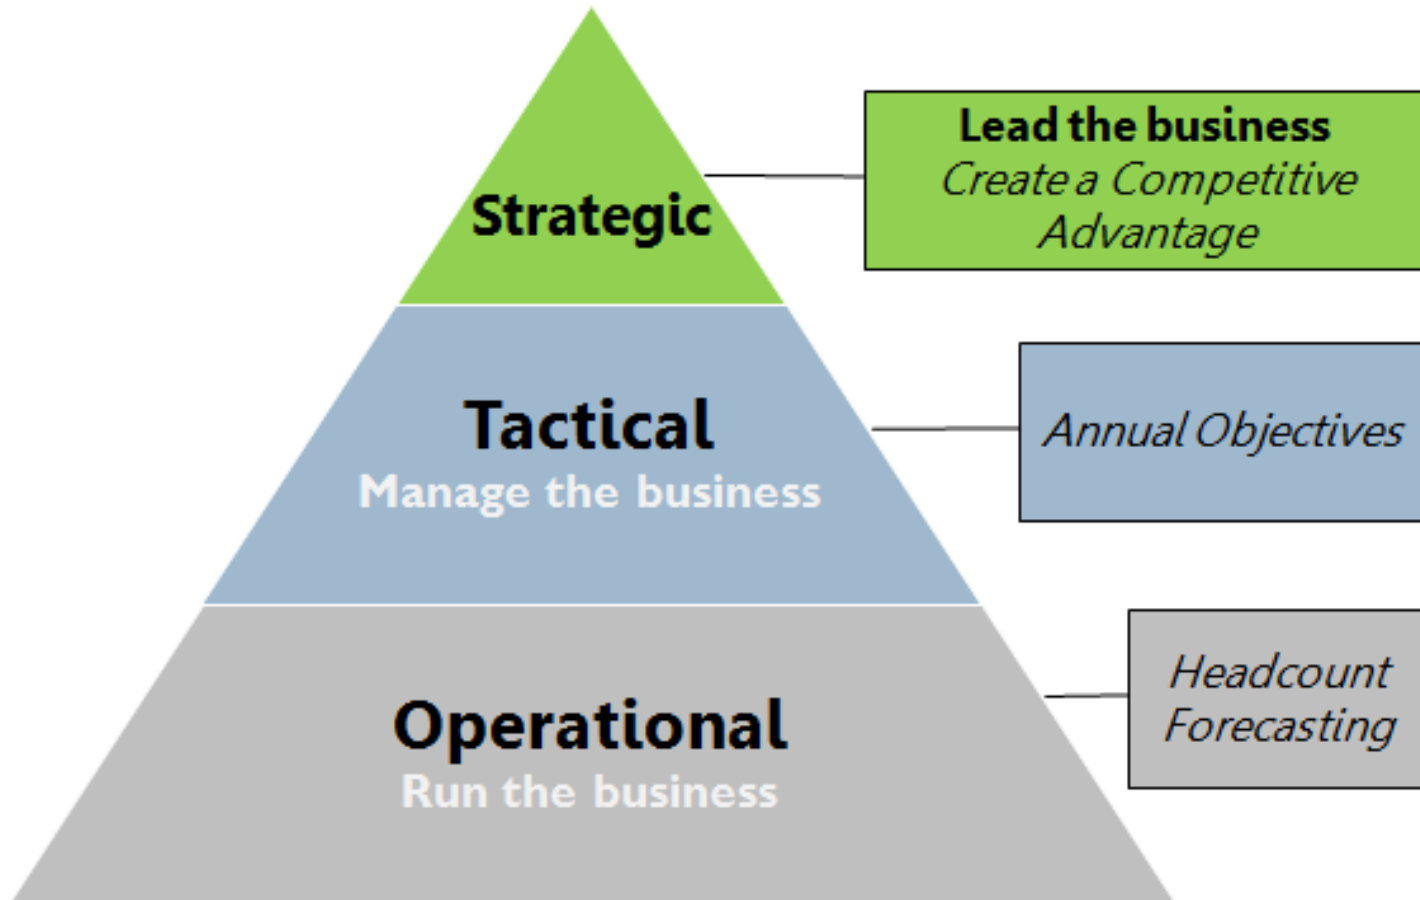 Strategic
Lead the business
Create a Competitive
Advantage
Tactical
Manage the business
Annual Objectives
Operational
Run the business
Headcount
Forecasting